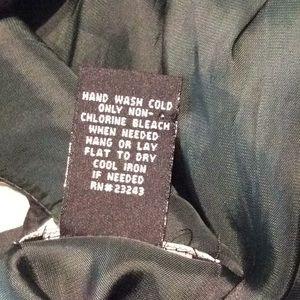 HAND WASH COLD
ONLY NON-
CHLORINE BLEACH
WHEN NEEDED
HANG OR LAY
FLAT TO DRY
COOL IRON
IF NEEDED
RN#23243